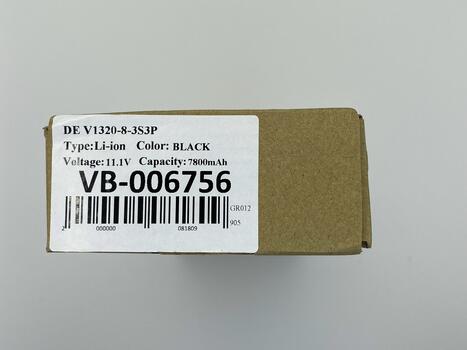 DE V1320-8-3S3P
Type:Li-ion Color: BLACK
Voltage:11.1V Capacity:7800mAh
VB-006756
GR012
905
2 000000 081809